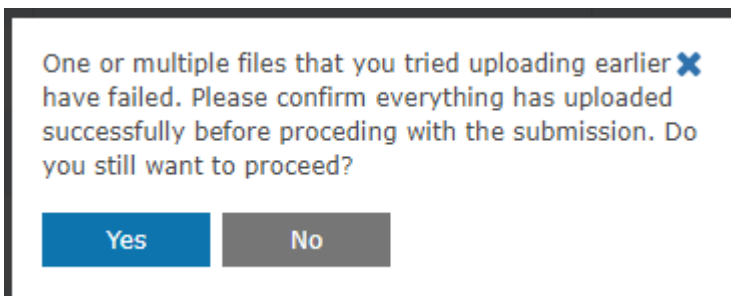 One or multiple files that you tried uploading earlier
have failed. Please confirm everything has uploaded
successfully before proceding with the submission. Do
you still want to proceed?
Yes No